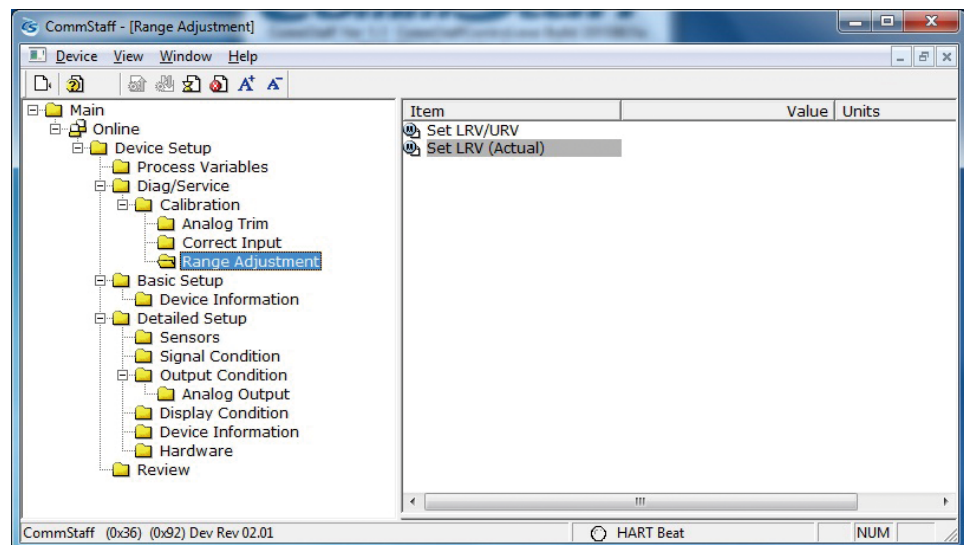 CommStaff - [Range Adjustment]
Device View Window Help
Main
Online
Device Setup
Process Variables
Diag/Service
Calibration
Analog Trim
Correct Input
Range Adjustment
Basic Setup
Device Information
Detailed Setup
Sensors
Signal Condition
Output Condition
Analog Output
Display Condition
Device Information
Hardware
Review
Item Value Units
Set LRV/URV
Set LRV (Actual)
CommStaff (0x36) (0x92) Dev Rev 02.01 HART Beat NUM